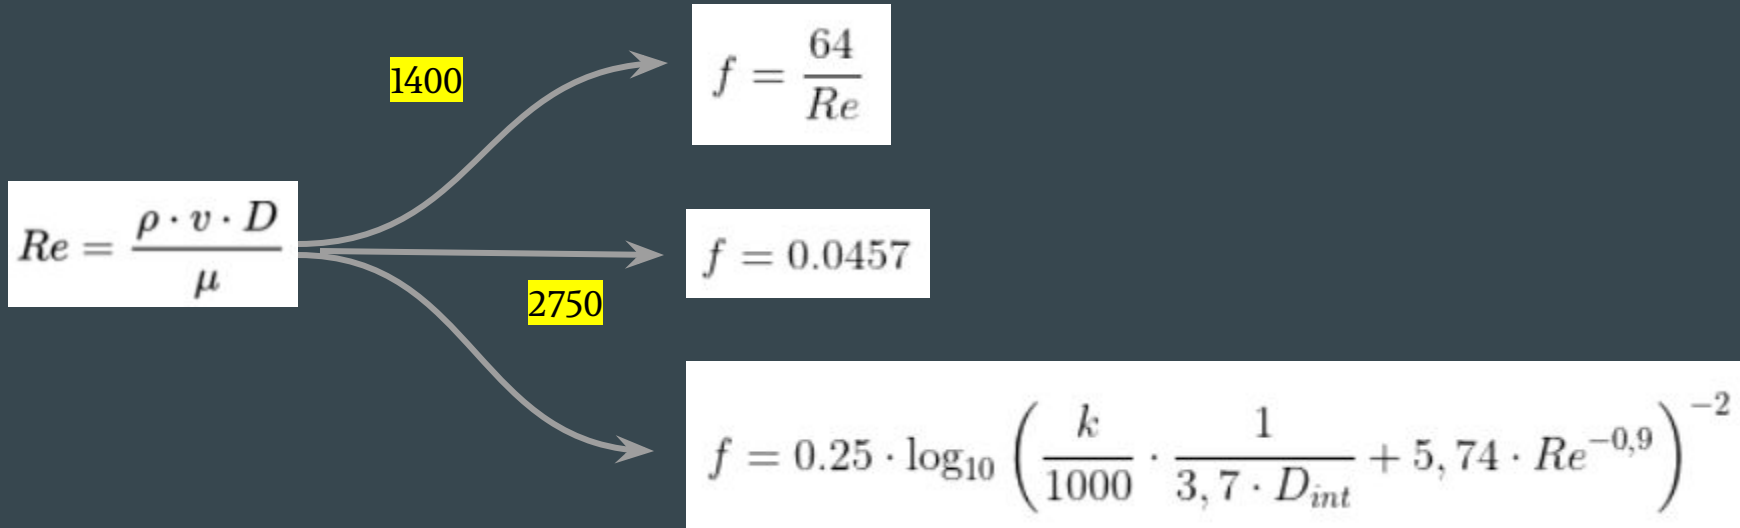 1400
f = 64/Re
Re = ρ · v · D / μ
f = 0.0457
2750
f = 0.25 · log₁₀ (k/1000 · 1/(3,7 · D_int) + 5,74 · Re^−0,9)^−2